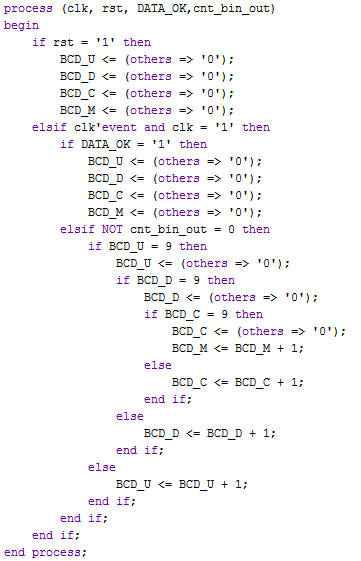 process (clk, rst, DATA_OK,cnt_bin_out)
begin
    if rst = '1' then
        BCD_U <= (others => '0');
        BCD_D <= (others => '0');
        BCD_C <= (others => '0');
        BCD_M <= (others => '0');
    elsif clk'event and clk = '1' then
        if DATA_OK = '1' then
            BCD_U <= (others => '0');
            BCD_D <= (others => '0');
            BCD_C <= (others => '0');
            BCD_M <= (others => '0');
        elsif NOT cnt_bin_out = 0 then
            if BCD_U = 9 then
                BCD_U <= (others => '0');
                if BCD_D = 9 then
                    BCD_D <= (others => '0');
                    if BCD_C = 9 then
                        BCD_C <= (others => '0');
                        BCD_M <= BCD_M + 1;
                    else
                        BCD_C <= BCD_C + 1;
                    end if;
                else
                    BCD_D <= BCD_D + 1;
                end if;
            else
                BCD_U <= BCD_U + 1;
            end if;
        end if;
    end if;
end process;